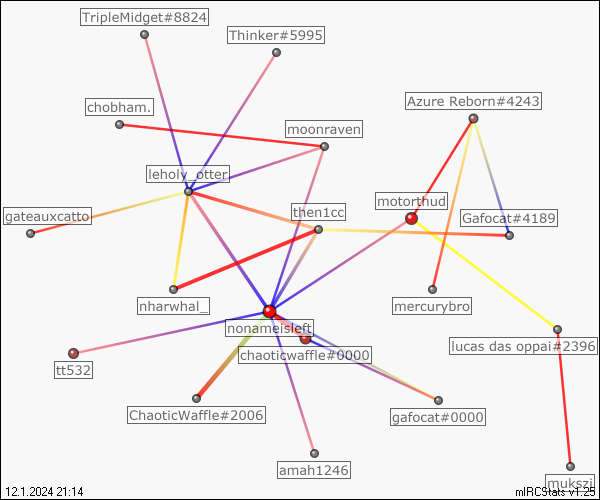 TripleMidget#8824
Thinker#5995
chobham.
Azure Reborn#4243
moonraven
leholy_otter
motorthud
gateauxcatto
then1cc
Gafocat#4189
nharwhal_
mercurybro
nonameisleft
lucas das oppai#2396
chaoticwaffle#0000
tt532
ChaoticWaffle#2006
gafocat#0000
amah1246
mukszi
12.1.2024 21:14
mIRCStats v1.25